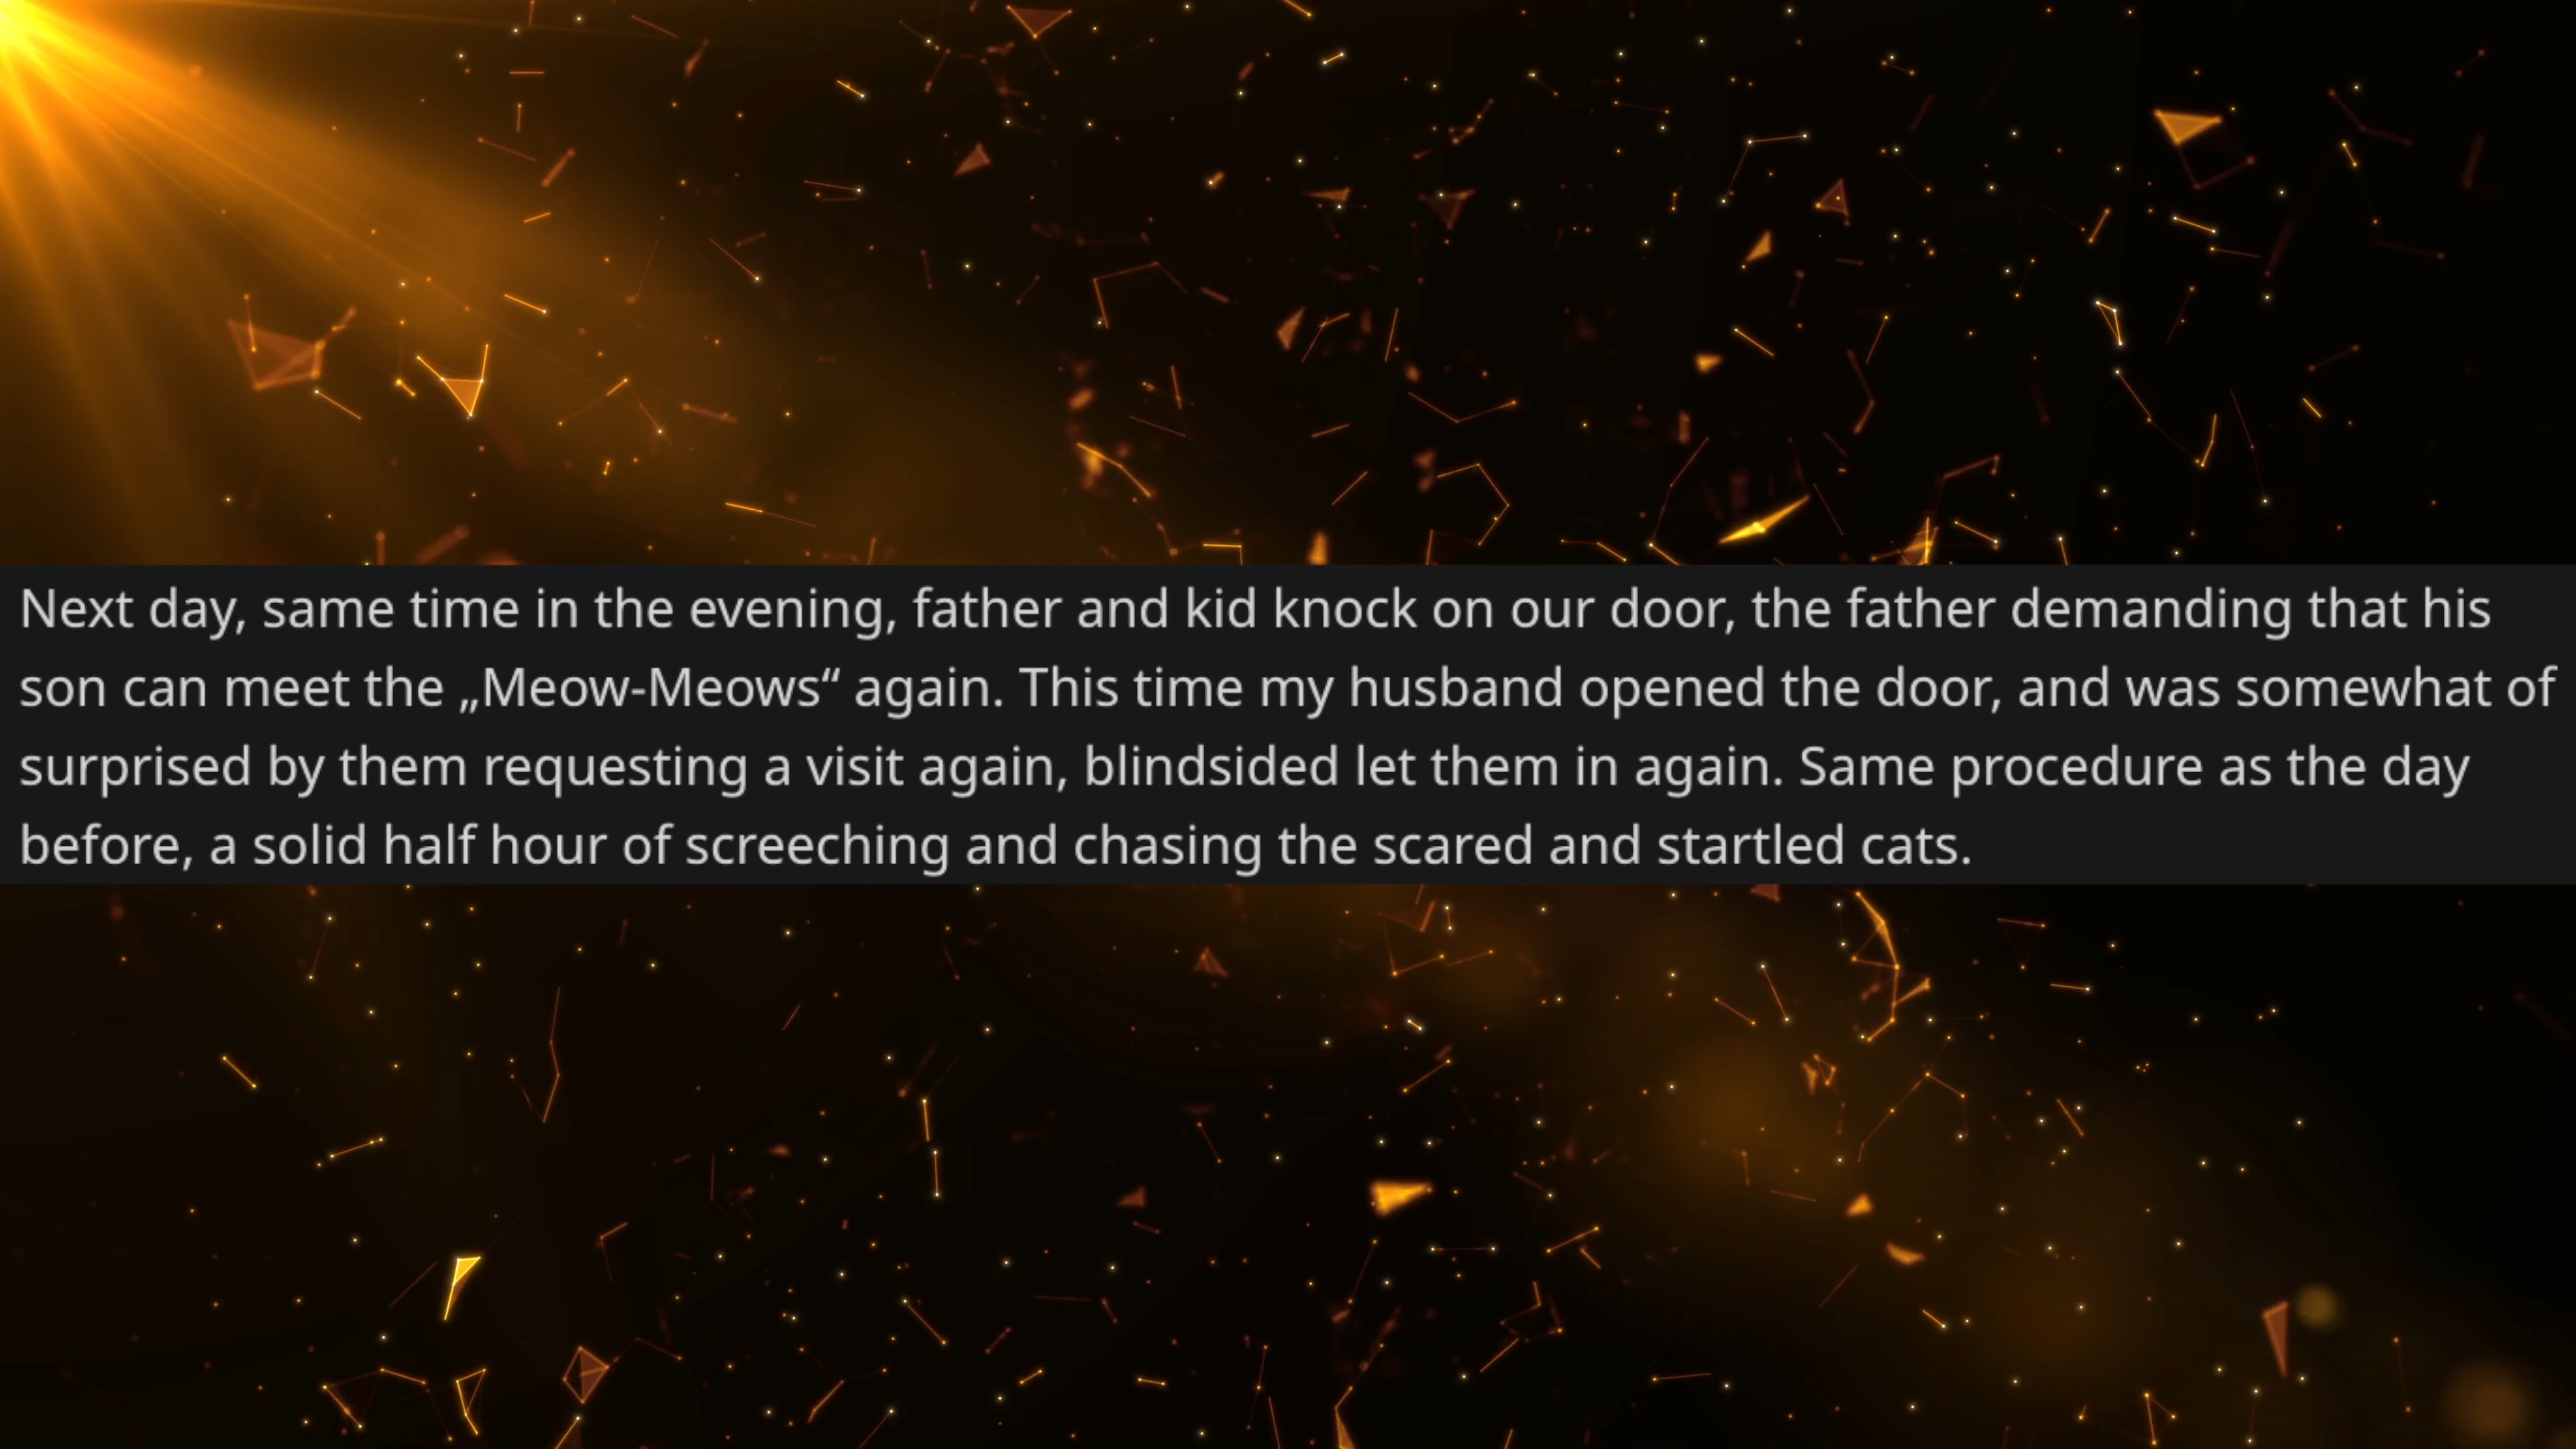 Next day, same time in the evening, father and kid knock on our door, the father demanding that his
son can meet the „Meow-Meows“ again. This time my husband opened the door, and was somewhat of
surprised by them requesting a visit again, blindsided let them in again. Same procedure as the day
before, a solid half hour of screeching and chasing the scared and startled cats.